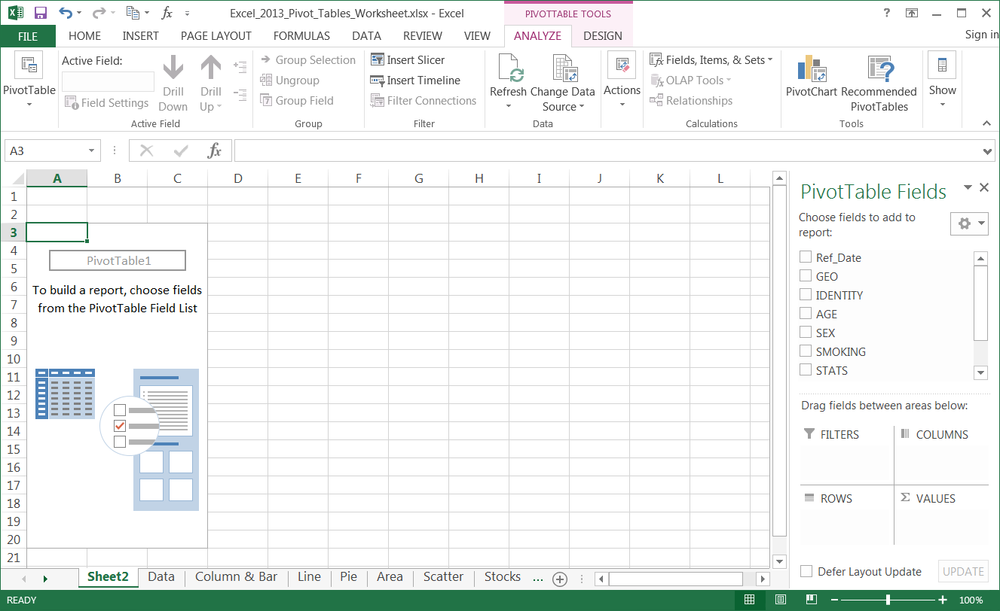 Excel_2013_Pivot_Tables_Worksheet.xlsx - Excel
PIVOTTABLE TOOLS
?
FILE
HOME
INSERT
PAGE LAYOUT
FORMULAS
DATA
REVIEW
VIEW
ANALYZE
DESIGN
Sign in
PivotTable
Active Field:
Field Settings
Drill
Down
Drill
Up
Active Field
Group Selection
Ungroup
Group Field
Group
Insert Slicer
Insert Timeline
Filter Connections
Filter
Refresh
Change Data
Source
Data
Actions
Fields, Items, & Sets
OLAP Tools
Relationships
Calculations
PivotChart
Recommended
PivotTables
Tools
Show
A3
fx
A B C D E F G H I J K L
1
2
3
4
5
6
7
8
9
10
11
12
13
14
15
16
17
18
19
20
21
PivotTable1
To build a report, choose fields
from the PivotTable Field List
PivotTable Fields
Choose fields to add to
report:
Ref_Date
GEO
IDENTITY
AGE
SEX
SMOKING
STATS
Drag fields between areas below:
FILTERS
COLUMNS
ROWS
Σ VALUES
Defer Layout Update
UPDATE
Sheet2
Data
Column & Bar
Line
Pie
Area
Scatter
Stocks
...
READY
100%